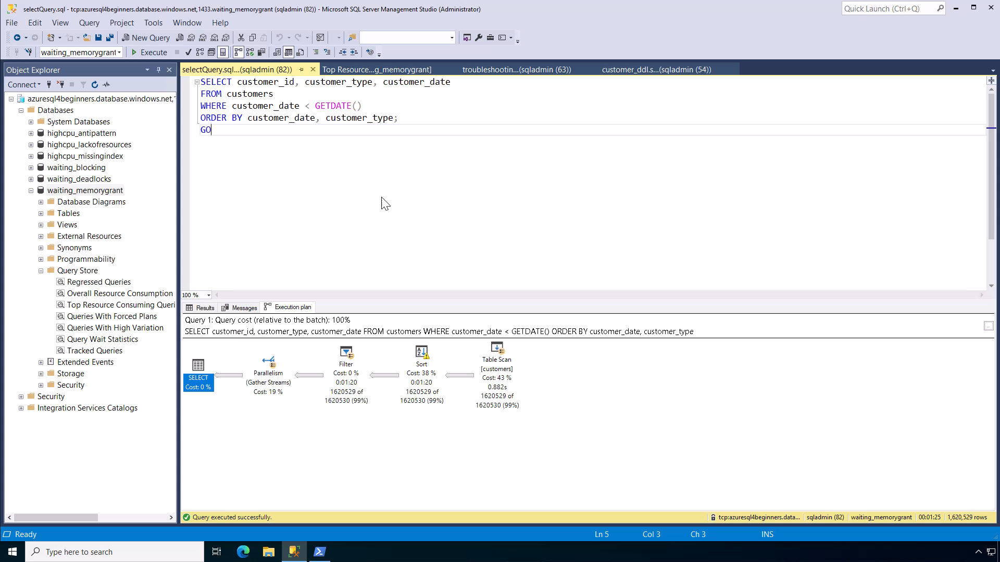 selectQuery.sql - tcp:azuresql4beginners.database.windows.net,1433.waiting_memorygrant (sqladmin (82)) - Microsoft SQL Server Management Studio (Administrator)
Quick Launch (Ctrl+Q)
File Edit View Query Project Tools Window Help
New Query MDX DMX XMLA DAX
waiting_memorygrant Execute
Object Explorer
selectQuery.sql...(sqladmin (82)) Top Resource...g_memorygrant] troubleshootin...(sqladmin (63)) customer_ddl.s...(sqladmin (54))
Connect
azuresql4beginners.database.windows.net,
Databases
System Databases
highcpu_antipattern
highcpu_lackofresources
highcpu_missingindex
waiting_blocking
waiting_deadlocks
waiting_memorygrant
Database Diagrams
Tables
Views
External Resources
Synonyms
Programmability
Query Store
Regressed Queries
Overall Resource Consumption
Top Resource Consuming Queri
Queries With Forced Plans
Queries With High Variation
Query Wait Statistics
Tracked Queries
Extended Events
Storage
Security
Security
Integration Services Catalogs
SELECT customer_id, customer_type, customer_date
FROM customers
WHERE customer_date < GETDATE()
ORDER BY customer_date, customer_type;
GO
100 %
Results Messages Execution plan
Query 1: Query cost (relative to the batch): 100%
SELECT customer_id, customer_type, customer_date FROM customers WHERE customer_date < GETDATE() ORDER BY customer_date, customer_type
...
SELECT
Cost: 0 %
Parallelism
(Gather Streams)
Cost: 19 %
Filter
Cost: 0 %
0:01:20
1620529 of
1620530 (99%)
Sort
Cost: 38 %
0:01:20
1620529 of
1620530 (99%)
Table Scan
[customers]
Cost: 43 %
0.882s
1620529 of
1620530 (99%)
Query executed successfully.
tcp:azuresql4beginners.data... sqladmin (82) waiting_memorygrant 00:01:25 1,620,529 rows
Ready Ln 5 Col 3 Ch 3 INS
Type here to search